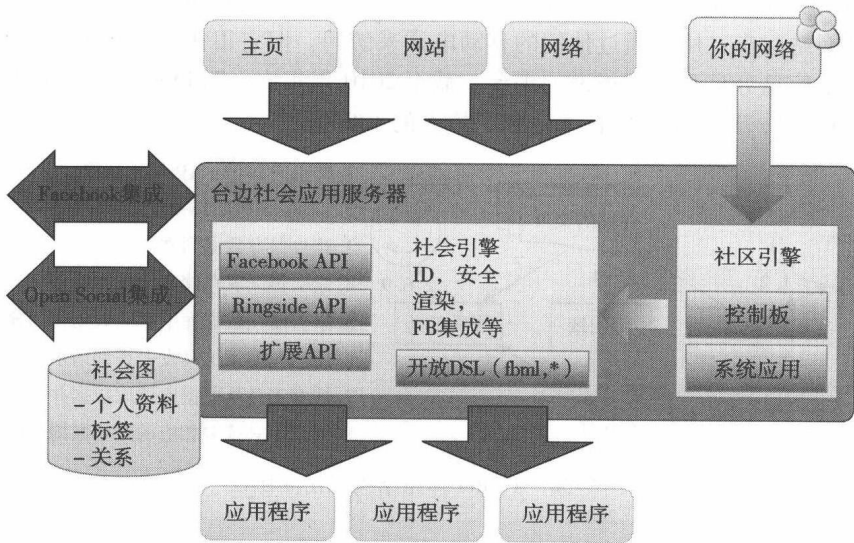 主页
网站
网络
你的网络
Facebook集成
Open Social集成
台边社会应用服务器
Facebook API
Ringside API
扩展API
社会引擎
ID，安全
渲染，
FB集成等
开放DSL（fbml,*）
社区引擎
控制板
系统应用
社会图
– 个人资料
– 标签
– 关系
应用程序
应用程序
应用程序